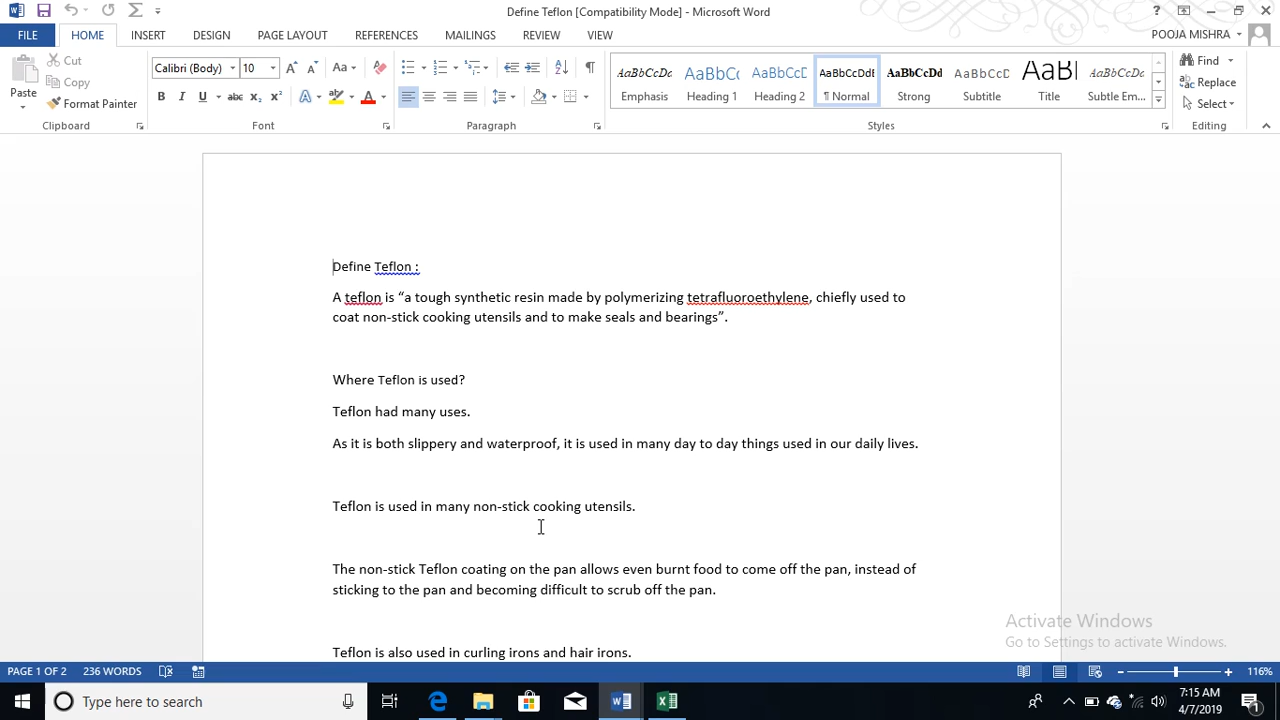 Define Teflon [Compatibility Mode] - Microsoft Word
FILE HOME INSERT DESIGN PAGE LAYOUT REFERENCES MAILINGS REVIEW VIEW POOJA MISHRA
Cut
Copy
Paste
Format Painter
Clipboard
Calibri (Body) 10
Font
Paragraph
AaBbCcDc AaBbCc AaBbCcD AaBbCcDdE AaBbCcDd AaBbCcDd AaBl AaBbCcDc
Emphasis Heading 1 Heading 2 ¶ Normal Strong Subtitle Title Subtle Em...
Styles
Find
Replace
Select
Editing
Define Teflon :
A teflon is “a tough synthetic resin made by polymerizing tetrafluoroethylene, chiefly used to
coat non-stick cooking utensils and to make seals and bearings”.
Where Teflon is used?
Teflon had many uses.
As it is both slippery and waterproof, it is used in many day to day things used in our daily lives.
Teflon is used in many non-stick cooking utensils.
The non-stick Teflon coating on the pan allows even burnt food to come off the pan, instead of
sticking to the pan and becoming difficult to scrub off the pan.
Teflon is also used in curling irons and hair irons.
Activate Windows
Go to Settings to activate Windows.
PAGE 1 OF 2 236 WORDS 116%
Type here to search
7:15 AM
4/7/2019